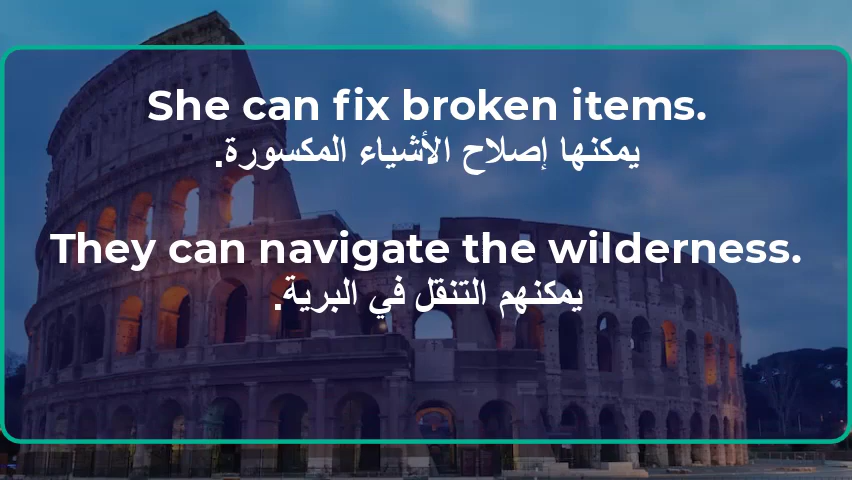 She can fix broken items.
يمكنها إصلاح الأشياء المكسورة.
They can navigate the wilderness.
يمكنهم التنقل في البرية.